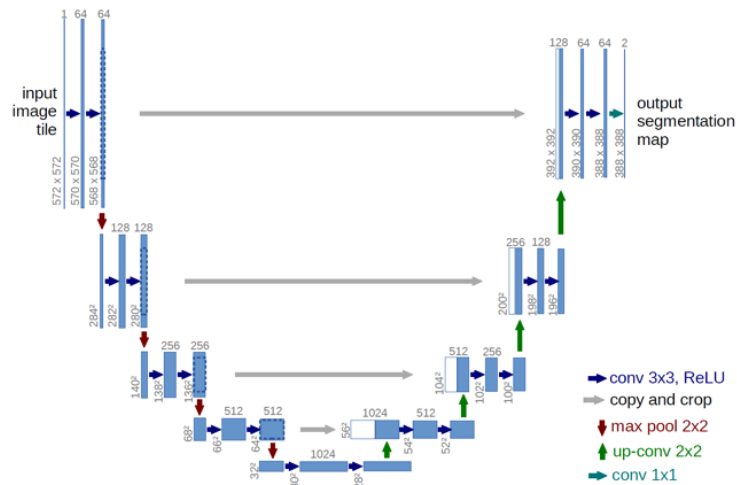 1 64 64
128 64 64 2
input
image
tile
output
segmentation
map
572 x 572
570 x 570
568 x 568
392 x 392
390 x 390
388 x 388
388 x 388
128 128
256 128
284²
282²
280²
200²
198²
196²
256 256
512 256
140²
138²
136²
104²
102²
100²
512 512
1024 512
68²
66²
64²
56²
54²
52²
1024
32²
28²
conv 3x3, ReLU
copy and crop
max pool 2x2
up-conv 2x2
conv 1x1